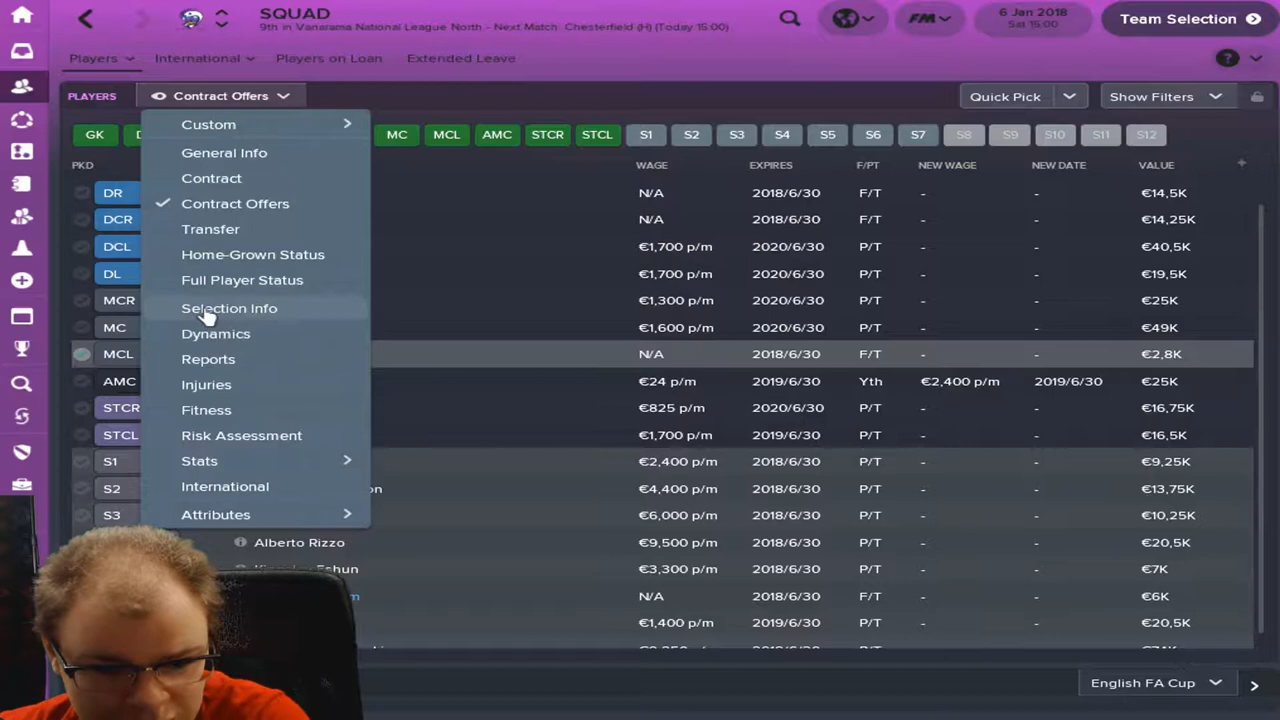 SQUAD
9th in Vanarama National League North - Next Match: Chesterfield (H) (Today 15:00)
FM
6 Jan 2018
Sat 15:00
Team Selection
Players
International
Players on Loan
Extended Leave
?
PLAYERS
Contract Offers
Quick Pick
Show Filters
GK
MC
MCL
AMC
STCR
STCL
S1
S2
S3
S4
S5
S6
S7
S8
S9
S10
S11
S12
Custom
General Info
Contract
Contract Offers
Transfer
Home-Grown Status
Full Player Status
Selection Info
Dynamics
Reports
Injuries
Fitness
Risk Assessment
Stats
International
Attributes
PKD WAGE EXPIRES F/PT NEW WAGE NEW DATE VALUE
DR N/A 2018/6/30 F/T - - €14,5K
DCR N/A 2018/6/30 F/T - - €14,25K
DCL €1,700 p/m 2020/6/30 P/T - - €40,5K
DL €1,700 p/m 2020/6/30 P/T - - €19,5K
MCR €1,300 p/m 2020/6/30 P/T - - €25K
MC €1,600 p/m 2020/6/30 P/T - - €49K
MCL N/A 2018/6/30 F/T - - €2,8K
AMC €24 p/m 2019/6/30 Yth €2,400 p/m 2019/6/30 €25K
STCR €825 p/m 2020/6/30 P/T - - €16,75K
STCL €1,700 p/m 2019/6/30 P/T - - €16,5K
S1 €2,400 p/m 2018/6/30 P/T - - €9,25K
S2 on €4,400 p/m 2018/6/30 P/T - - €13,75K
S3 €6,000 p/m 2018/6/30 P/T - - €10,25K
Alberto Rizzo €9,500 p/m 2018/6/30 P/T - - €20,5K
Eshun €3,300 p/m 2018/6/30 P/T - - €7K
m N/A 2018/6/30 F/T - - €6K
€1,400 p/m 2018/6/30 P/T - - €20,5K
English FA Cup